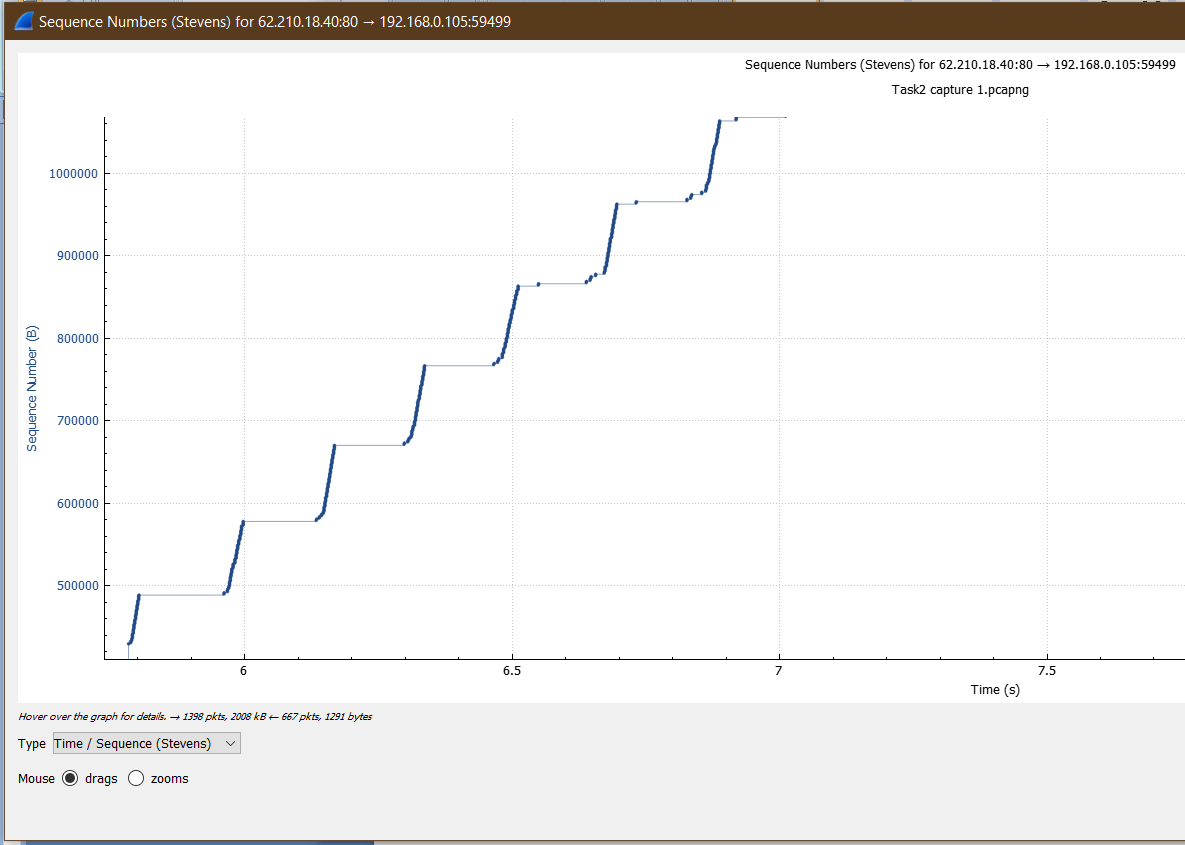 Sequence Numbers (Stevens) for 62.210.18.40:80 → 192.168.0.105:59499
Sequence Numbers (Stevens) for 62.210.18.40:80 → 192.168.0.105:59499
Task2 capture 1.pcapng
1000000
900000
800000
700000
600000
500000
Sequence Number (B)
6 6.5 7 7.5
Time (s)
Hover over the graph for details. → 1398 pkts, 2008 kB ← 667 pkts, 1291 bytes
Type Time / Sequence (Stevens)
Mouse drags zooms